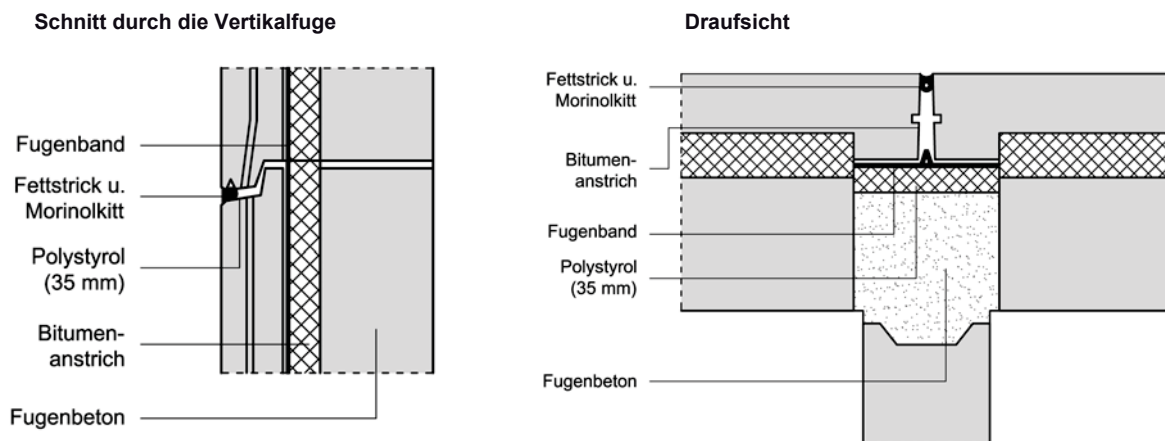 Schnitt durch die Vertikalfuge
Fugenband
Fettstrick u.
Morinolkitt
Polystyrol
(35 mm)
Bitumen-
anstrich
Fugenbeton
Draufsicht
Fettstrick u.
Morinolkitt
Bitumen-
anstrich
Fugenband
Polystyrol
(35 mm)
Fugenbeton